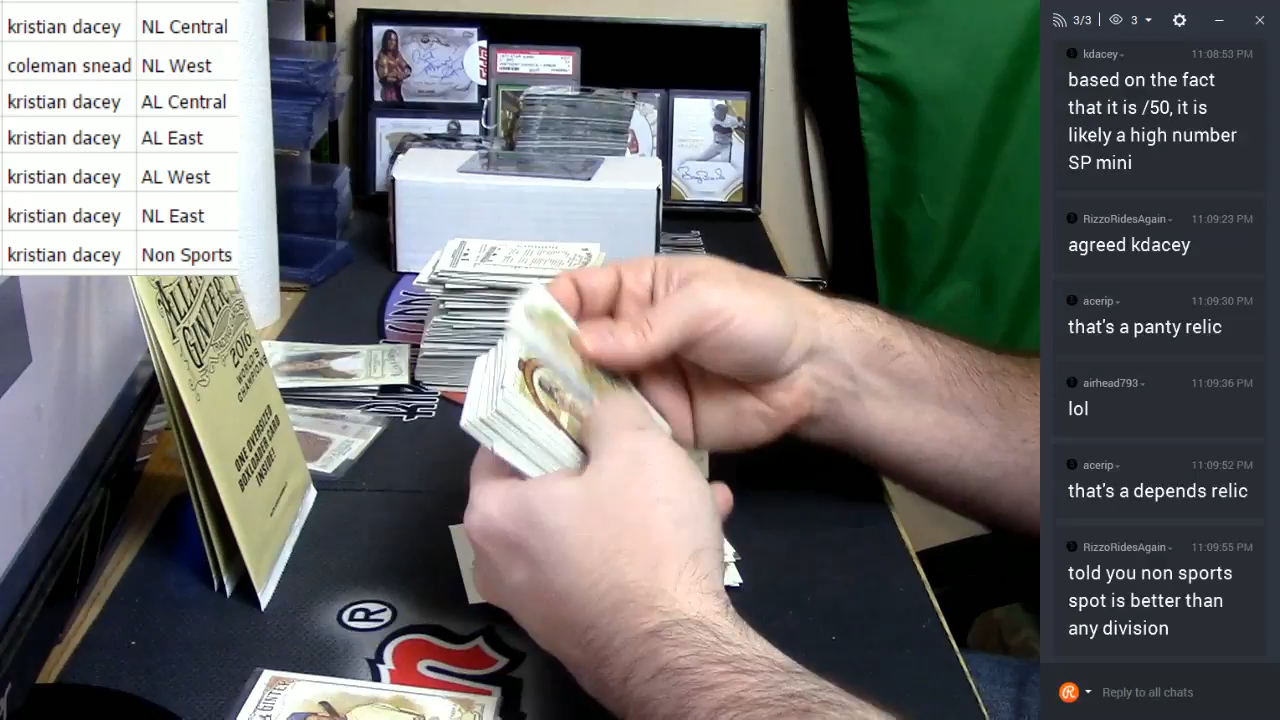 kristian dacey NL Central
coleman snead NL West
kristian dacey AL Central
kristian dacey AL East
kristian dacey AL West
kristian dacey NL East
kristian dacey Non Sports
GINTER
2016
WORLD'S
CHAMPIONS
ONE OVERSIZED
BOXLOADER CARD
INSIDE!
®
& GINTER
3/3 3
kdacey 11:08:53 PM
based on the fact
that it is /50, it is
likely a high number
SP mini
RizzoRidesAgain 11:09:23 PM
agreed kdacey
acerip 11:09:30 PM
that's a panty relic
airhead793 11:09:36 PM
lol
acerip 11:09:52 PM
that's a depends relic
RizzoRidesAgain 11:09:55 PM
told you non sports
spot is better than
any division
Reply to all chats